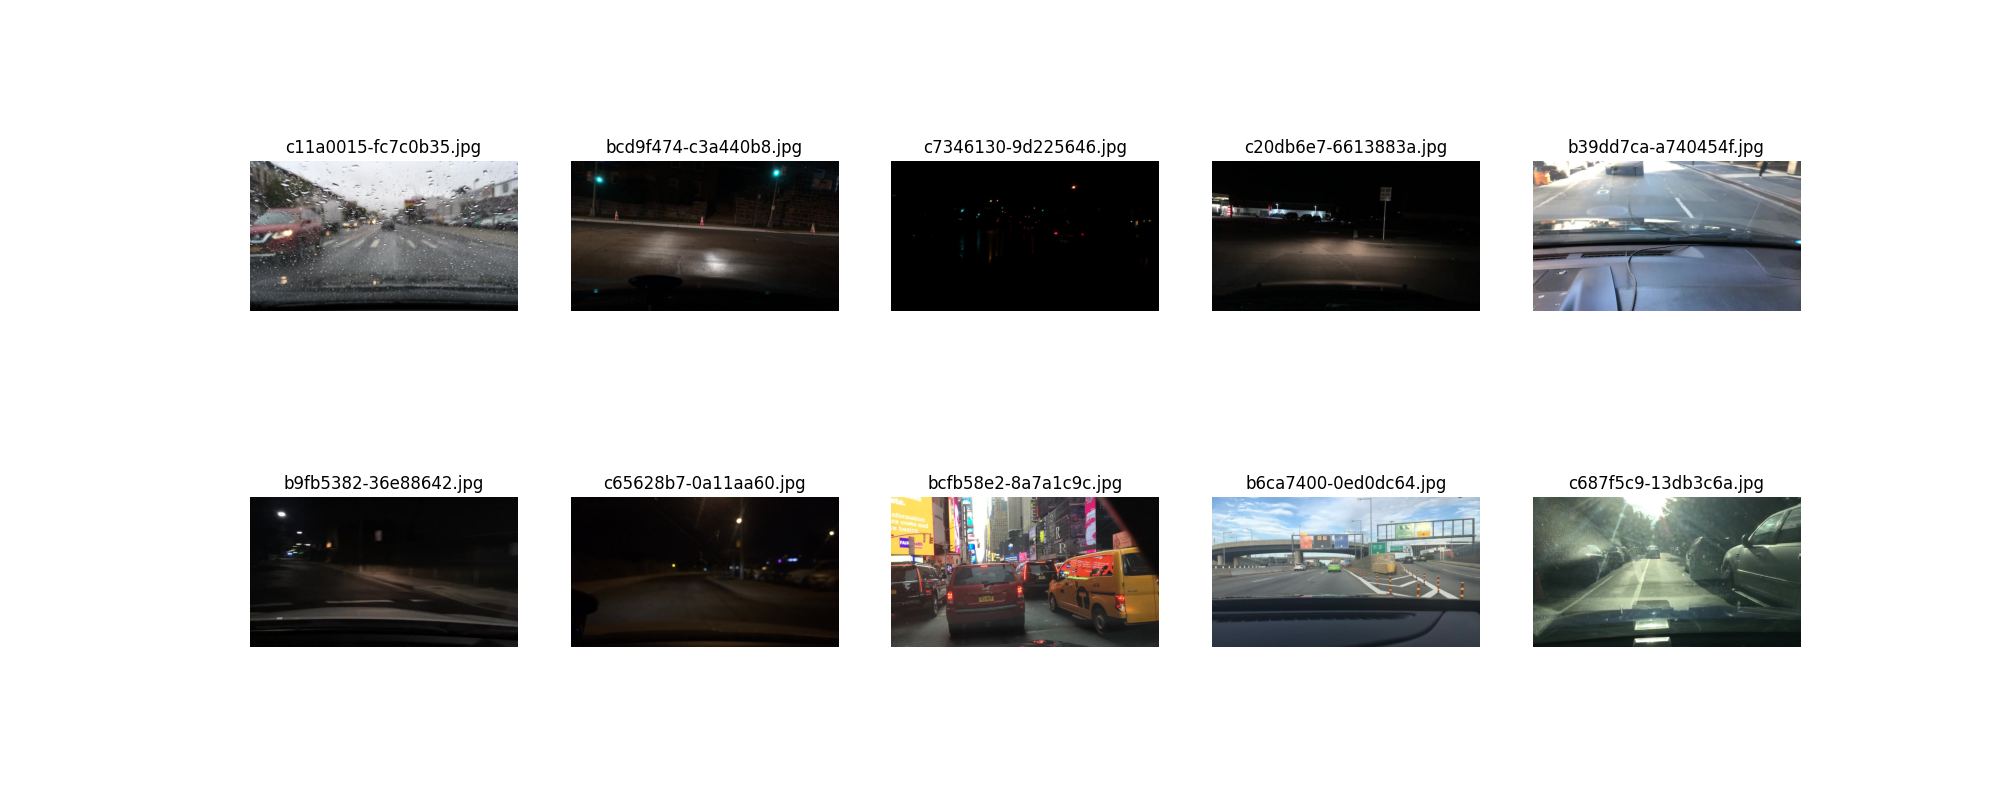 c11a0015-fc7c0b35.jpg
bcd9f474-c3a440b8.jpg
c7346130-9d225646.jpg
c20db6e7-6613883a.jpg
b39dd7ca-a740454f.jpg
b9fb5382-36e88642.jpg
c65628b7-0a11aa60.jpg
bcfb58e2-8a7a1c9c.jpg
b6ca7400-0ed0dc64.jpg
c687f5c9-13db3c6a.jpg